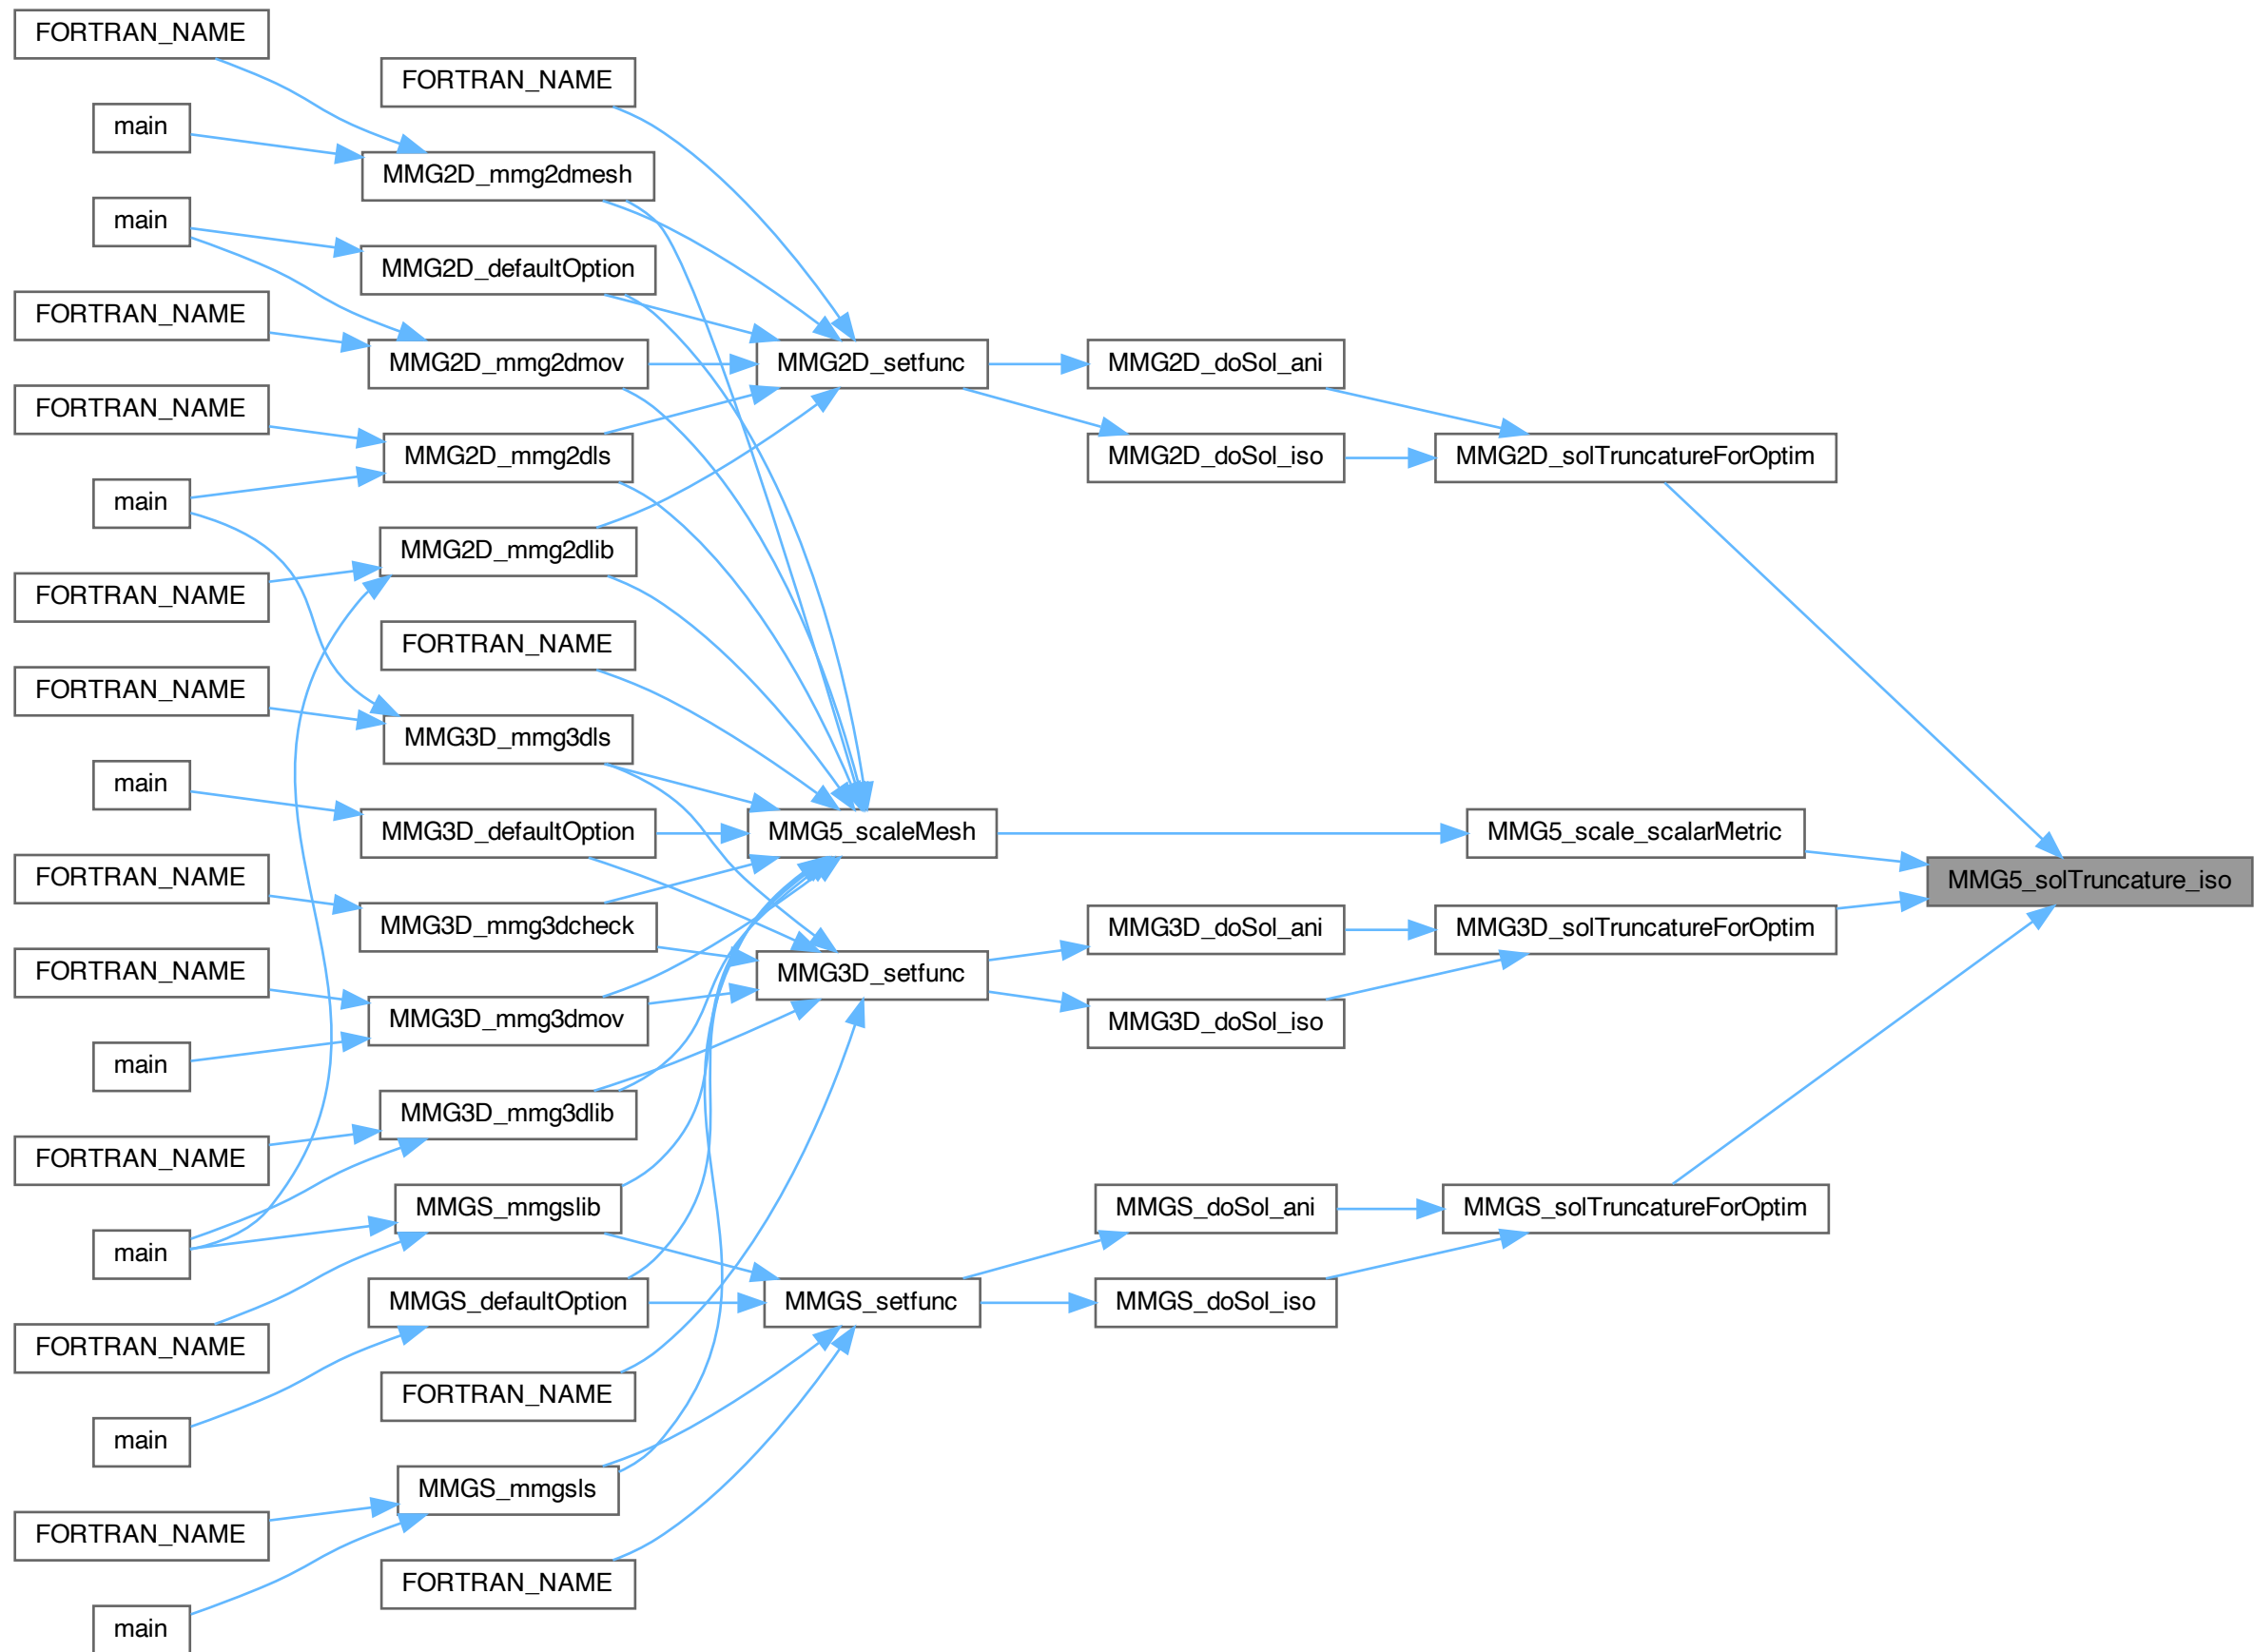 FORTRAN_NAME
main
main
FORTRAN_NAME
FORTRAN_NAME
main
FORTRAN_NAME
FORTRAN_NAME
main
FORTRAN_NAME
FORTRAN_NAME
main
FORTRAN_NAME
main
FORTRAN_NAME
main
FORTRAN_NAME
main
FORTRAN_NAME
MMG2D_mmg2dmesh
MMG2D_defaultOption
MMG2D_mmg2dmov
MMG2D_mmg2dls
MMG2D_mmg2dlib
FORTRAN_NAME
MMG3D_mmg3dls
MMG3D_defaultOption
MMG3D_mmg3dcheck
MMG3D_mmg3dmov
MMG3D_mmg3dlib
MMGS_mmgslib
MMGS_defaultOption
FORTRAN_NAME
MMGS_mmgsls
FORTRAN_NAME
MMG2D_setfunc
MMG5_scaleMesh
MMG3D_setfunc
MMGS_setfunc
MMG2D_doSol_ani
MMG2D_doSol_iso
MMG3D_doSol_ani
MMG3D_doSol_iso
MMGS_doSol_ani
MMGS_doSol_iso
MMG2D_solTruncatureForOptim
MMG5_scale_scalarMetric
MMG3D_solTruncatureForOptim
MMGS_solTruncatureForOptim
MMG5_solTruncature_iso